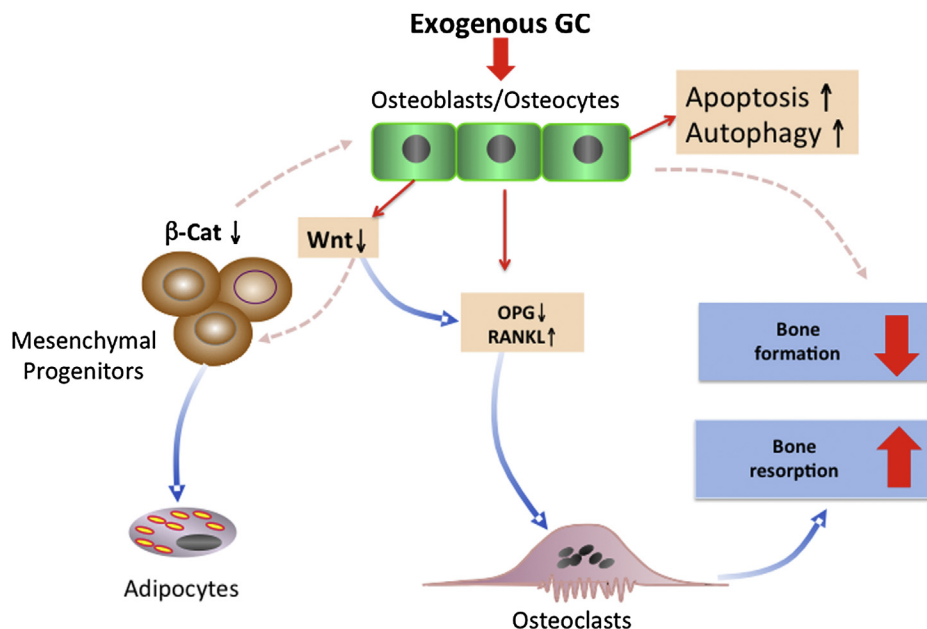 Exogenous GC
Osteoblasts/Osteocytes
Apoptosis ↑
Autophagy ↑
β-Cat ↓
Wnt↓
OPG↓
RANKL↑
Mesenchymal
Progenitors
Bone
formation
Bone
resorption
Adipocytes
Osteoclasts